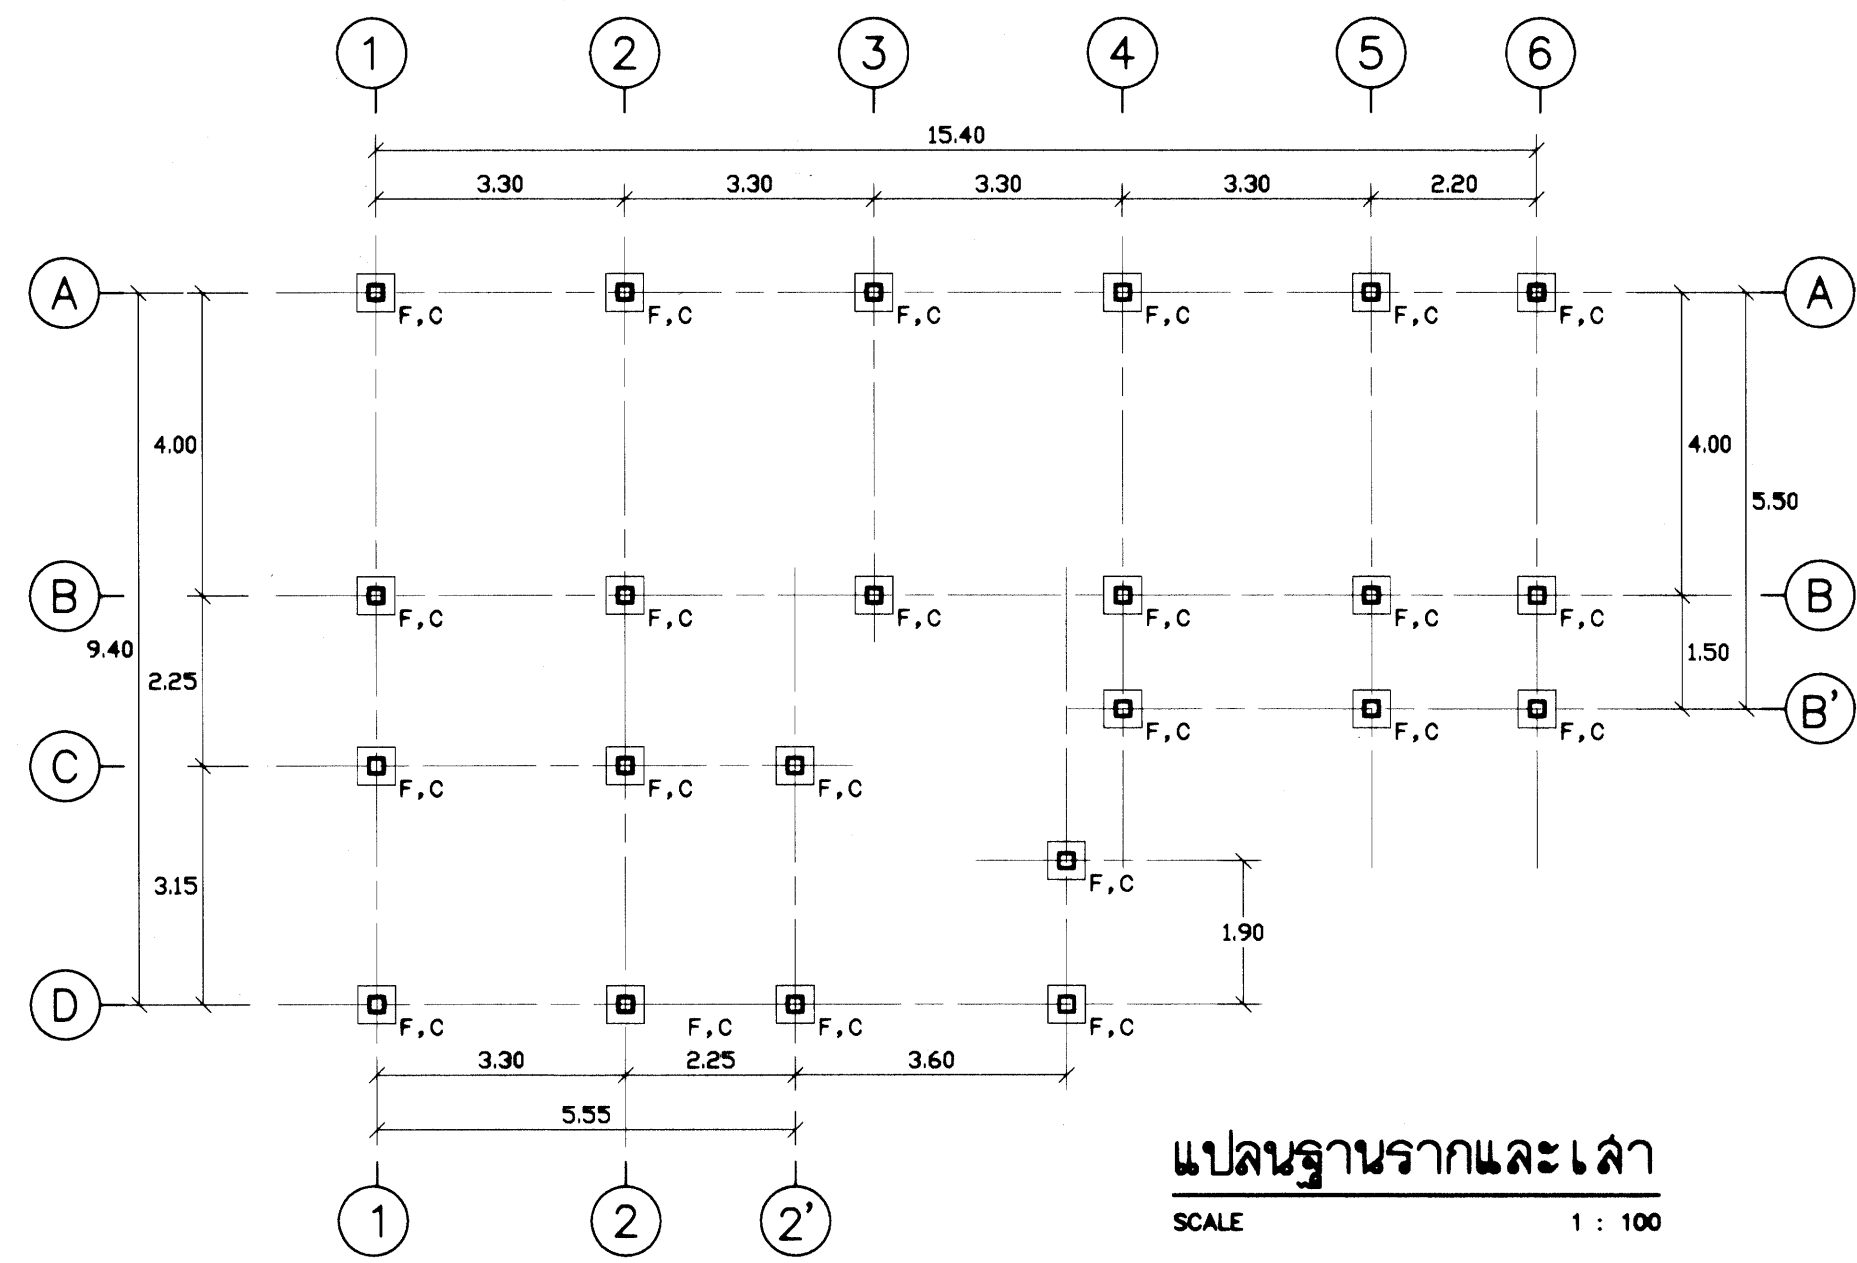 1 2 3 4 5 6
15.40
3.30 3.30 3.30 3.30 2.20
A A
F,C F,C F,C F,C F,C F,C
4.00 4.00
5.50
B B
F,C F,C F,C F,C F,C F,C
9.40 1.50
2.25
B'
F,C F,C F,C
C
F,C F,C F,C
3.15 F,C
1.90
D
F,C F,C F,C F,C
3.30 2.25 3.60
5.55
แปลนฐานรากและเสา
1 2 2'
SCALE 1 : 100